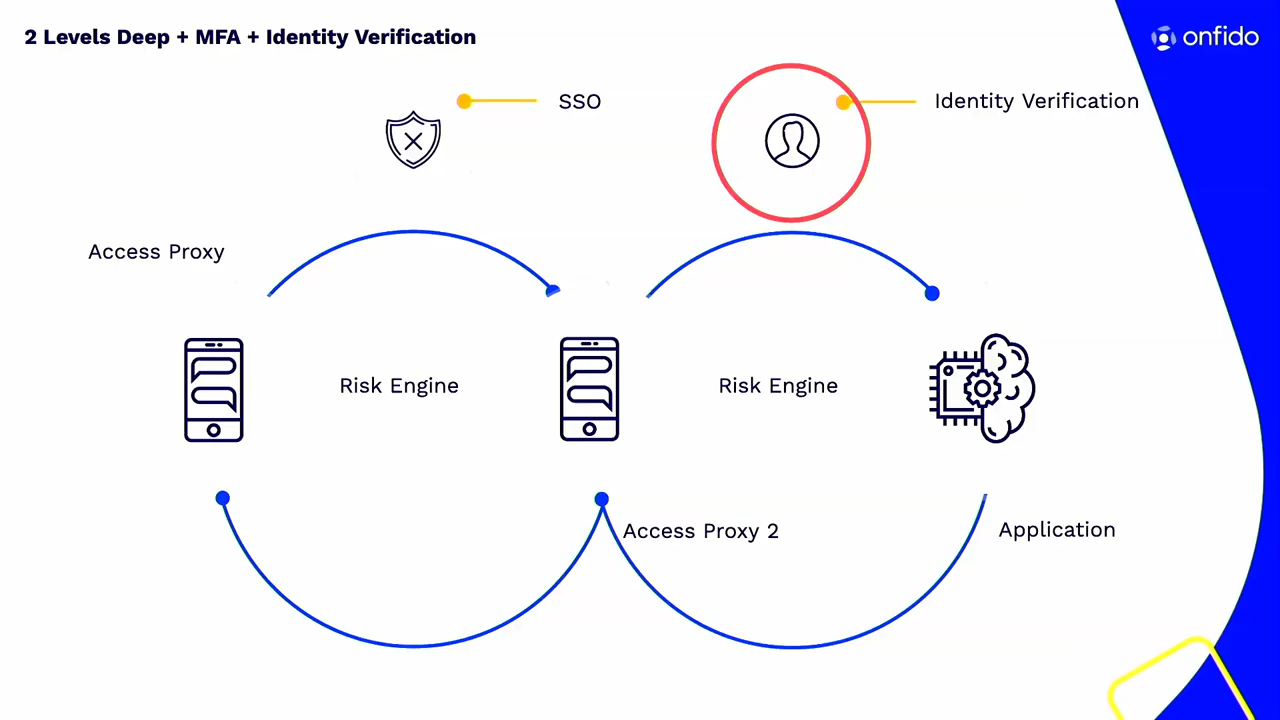 2 Levels Deep + MFA + Identity Verification
onfido
SSO
Identity Verification
Access Proxy
Risk Engine
Risk Engine
Access Proxy 2
Application